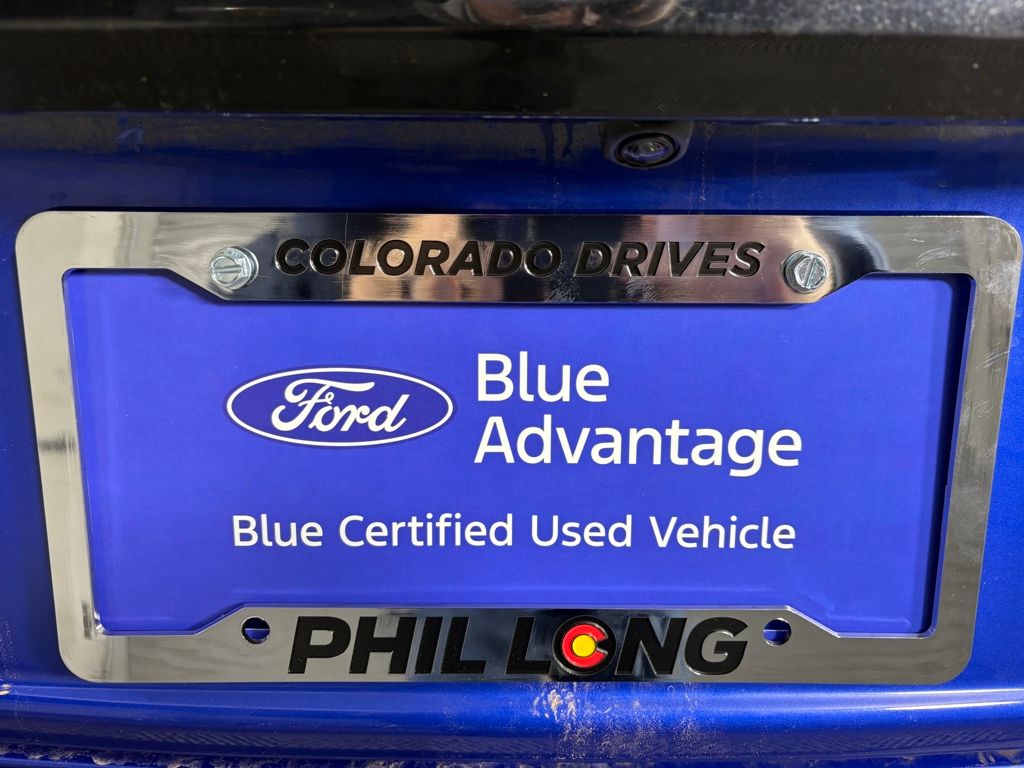 COLORADO DRIVES
Ford
Blue
Advantage
Blue Certified Used Vehicle
PHIL LONG